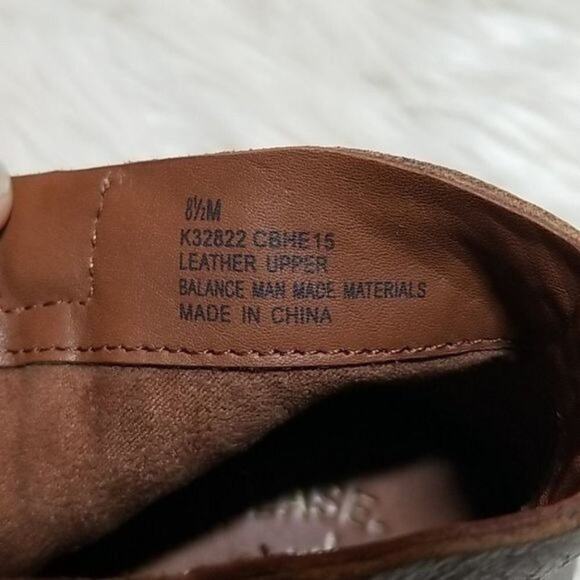 8½M
K32822 CBHE15
LEATHER UPPER
BALANCE MAN MADE MATERIALS
MADE IN CHINA